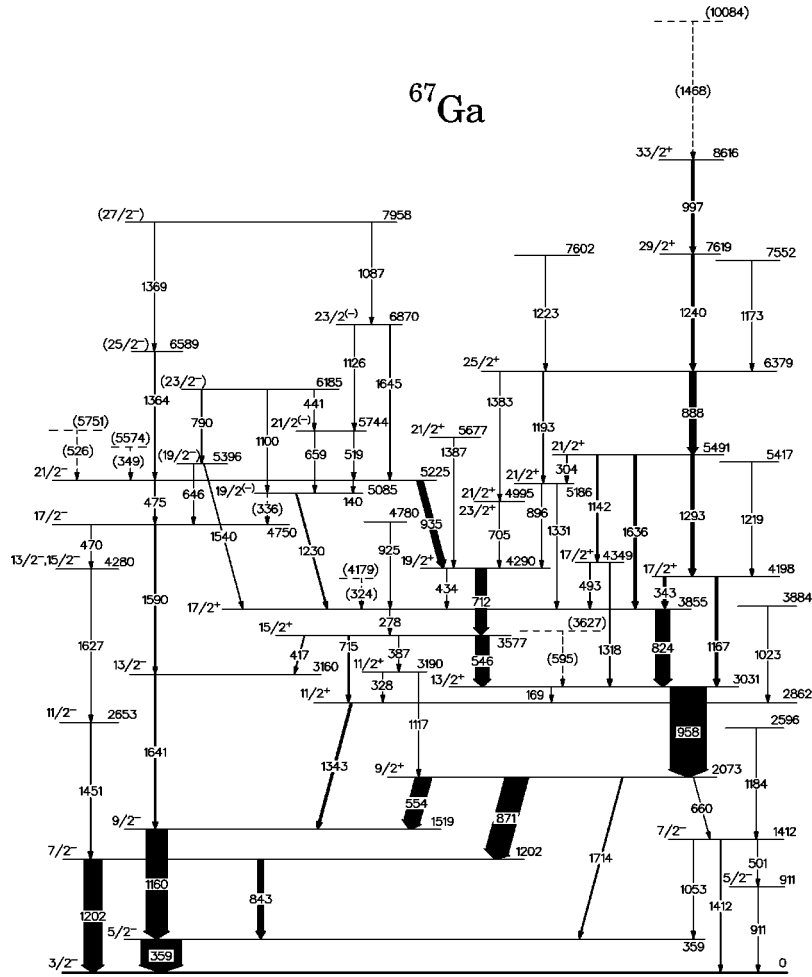 (10084)
67Ga
(1468)
33/2+ 8616
(27/2−) 7958
997
7602 29/2+ 7619 7552
1087
1369 23/2(−) 6870 1223 1240 1173
(25/2−) 6589 25/2+ 6379
1126 1645
(23/2−) 6185 1383 888
1364 790 441 21/2(−) 5744 21/2+ 5677 1193
(5751) 1100 21/2+ 5491 5417
(526) (5574) (349) (19/2−) 5396 659 519 1387 304
21/2− 5225 21/2+ 5186
646 19/2(−) 5085 140 21/2+ 4995 1142 1636 1293 1219
475 (336) 935 23/2+ 896
17/2− 4750 4780 705 1331
470 1540 1230 925 17/2+ 4349
13/2−,15/2− 4280 (4179) 19/2+ 4290 17/2+ 4198
1590 (324) 434 712 493 343
17/2+ 3855 3884
278 (3627)
1627 15/2+ 3577 824 1167
417 715 387 546 (595) 1318 1023
13/2− 3160 11/2+ 3190 13/2+ 3031
328 169
11/2+ 2862
11/2− 2653 1117 958 2596
1641 1343
1451 9/2+ 2073 1184
554 871 660
9/2− 1519 7/2− 1412
7/2− 1202 1714 501
1202 1160 843 1053 1412 5/2− 911
5/2− 359 911
359
3/2− 0